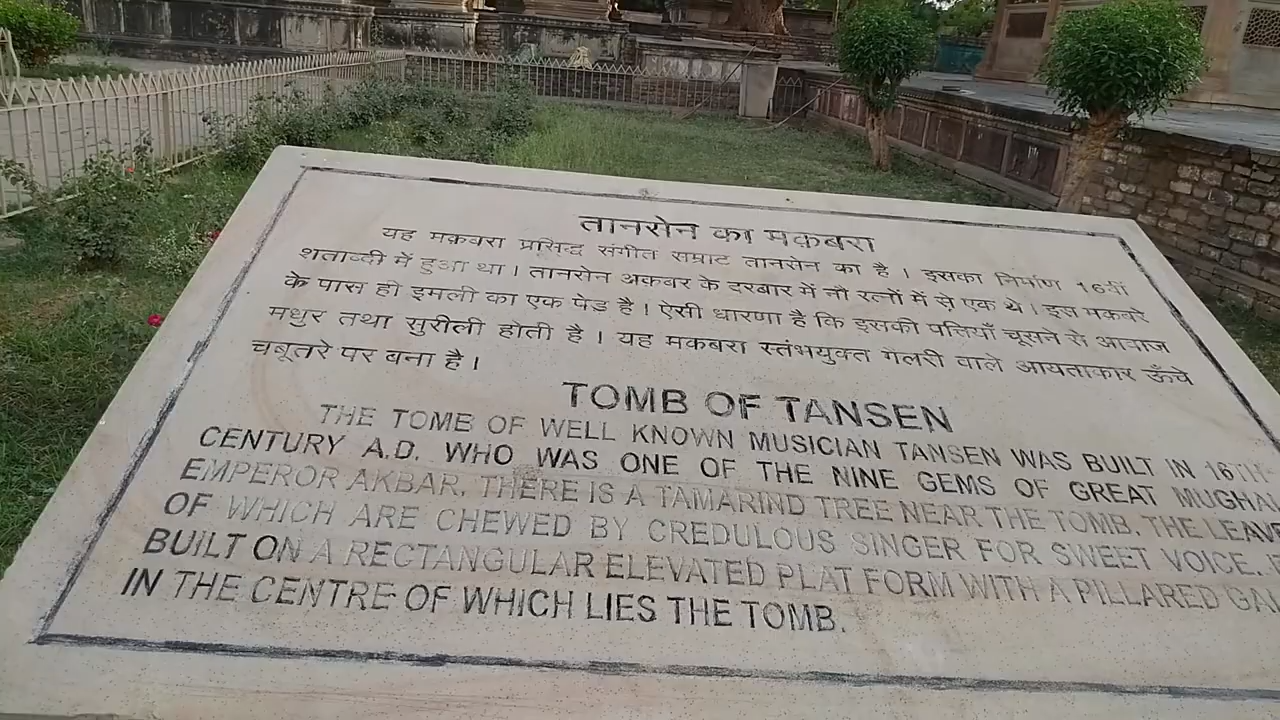 तानसेन का मकबरा
यह मकबरा प्रसिद्ध संगीत सम्राट तानसेन का है । इसका निर्माण 16वीं
शताब्दी में हुआ था । तानसेन अकबर के दरबार में नौ रत्नों में से एक थे । इस मकबरे
के पास ही इमली का एक पेड़ है । ऐसी धारणा है कि इसकी पत्तियाँ चूसने से आवाज
मधुर तथा सुरीली होती है । यह मकबरा स्तंभयुक्त गैलरी वाले आयताकार ऊँचे
चबूतरे पर बना है ।
TOMB OF TANSEN
THE TOMB OF WELL KNOWN MUSICIAN TANSEN WAS BUILT IN 16TH
CENTURY A.D. WHO WAS ONE OF THE NINE GEMS OF GREAT MUGHAL
EMPEROR AKBAR. THERE IS A TAMARIND TREE NEAR THE TOMB. THE
OF WHICH ARE CHEWED BY CREDULOUS SINGER FOR SWEET VOICE.
BUILT ON A RECTANGULAR ELEVATED PLAT FORM WITH A PILLARED
IN THE CENTRE OF WHICH LIES THE TOMB.